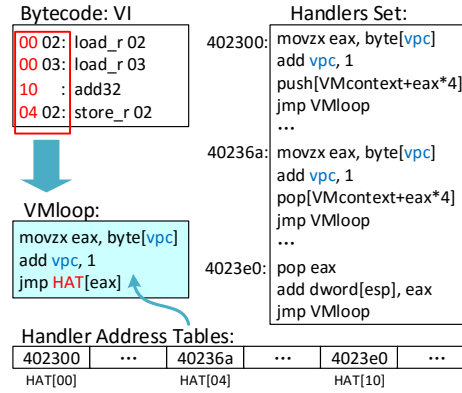 Bytecode: VI
00 02: load_r 02
00 03: load_r 03
10 : add32
04 02: store_r 02
VMloop:
movzx eax, byte[vpc]
add vpc, 1
jmp HAT[eax]
Handlers Set:
402300: movzx eax, byte[vpc]
add vpc, 1
push[VMcontext+eax*4]
jmp VMloop
...
40236a: movzx eax, byte[vpc]
add vpc, 1
pop[VMcontext+eax*4]
jmp VMloop
...
4023e0: pop eax
add dword[esp], eax
jmp VMloop
Handler Address Tables:
402300 ... 40236a ... 4023e0 ...
HAT[00] HAT[04] HAT[10]